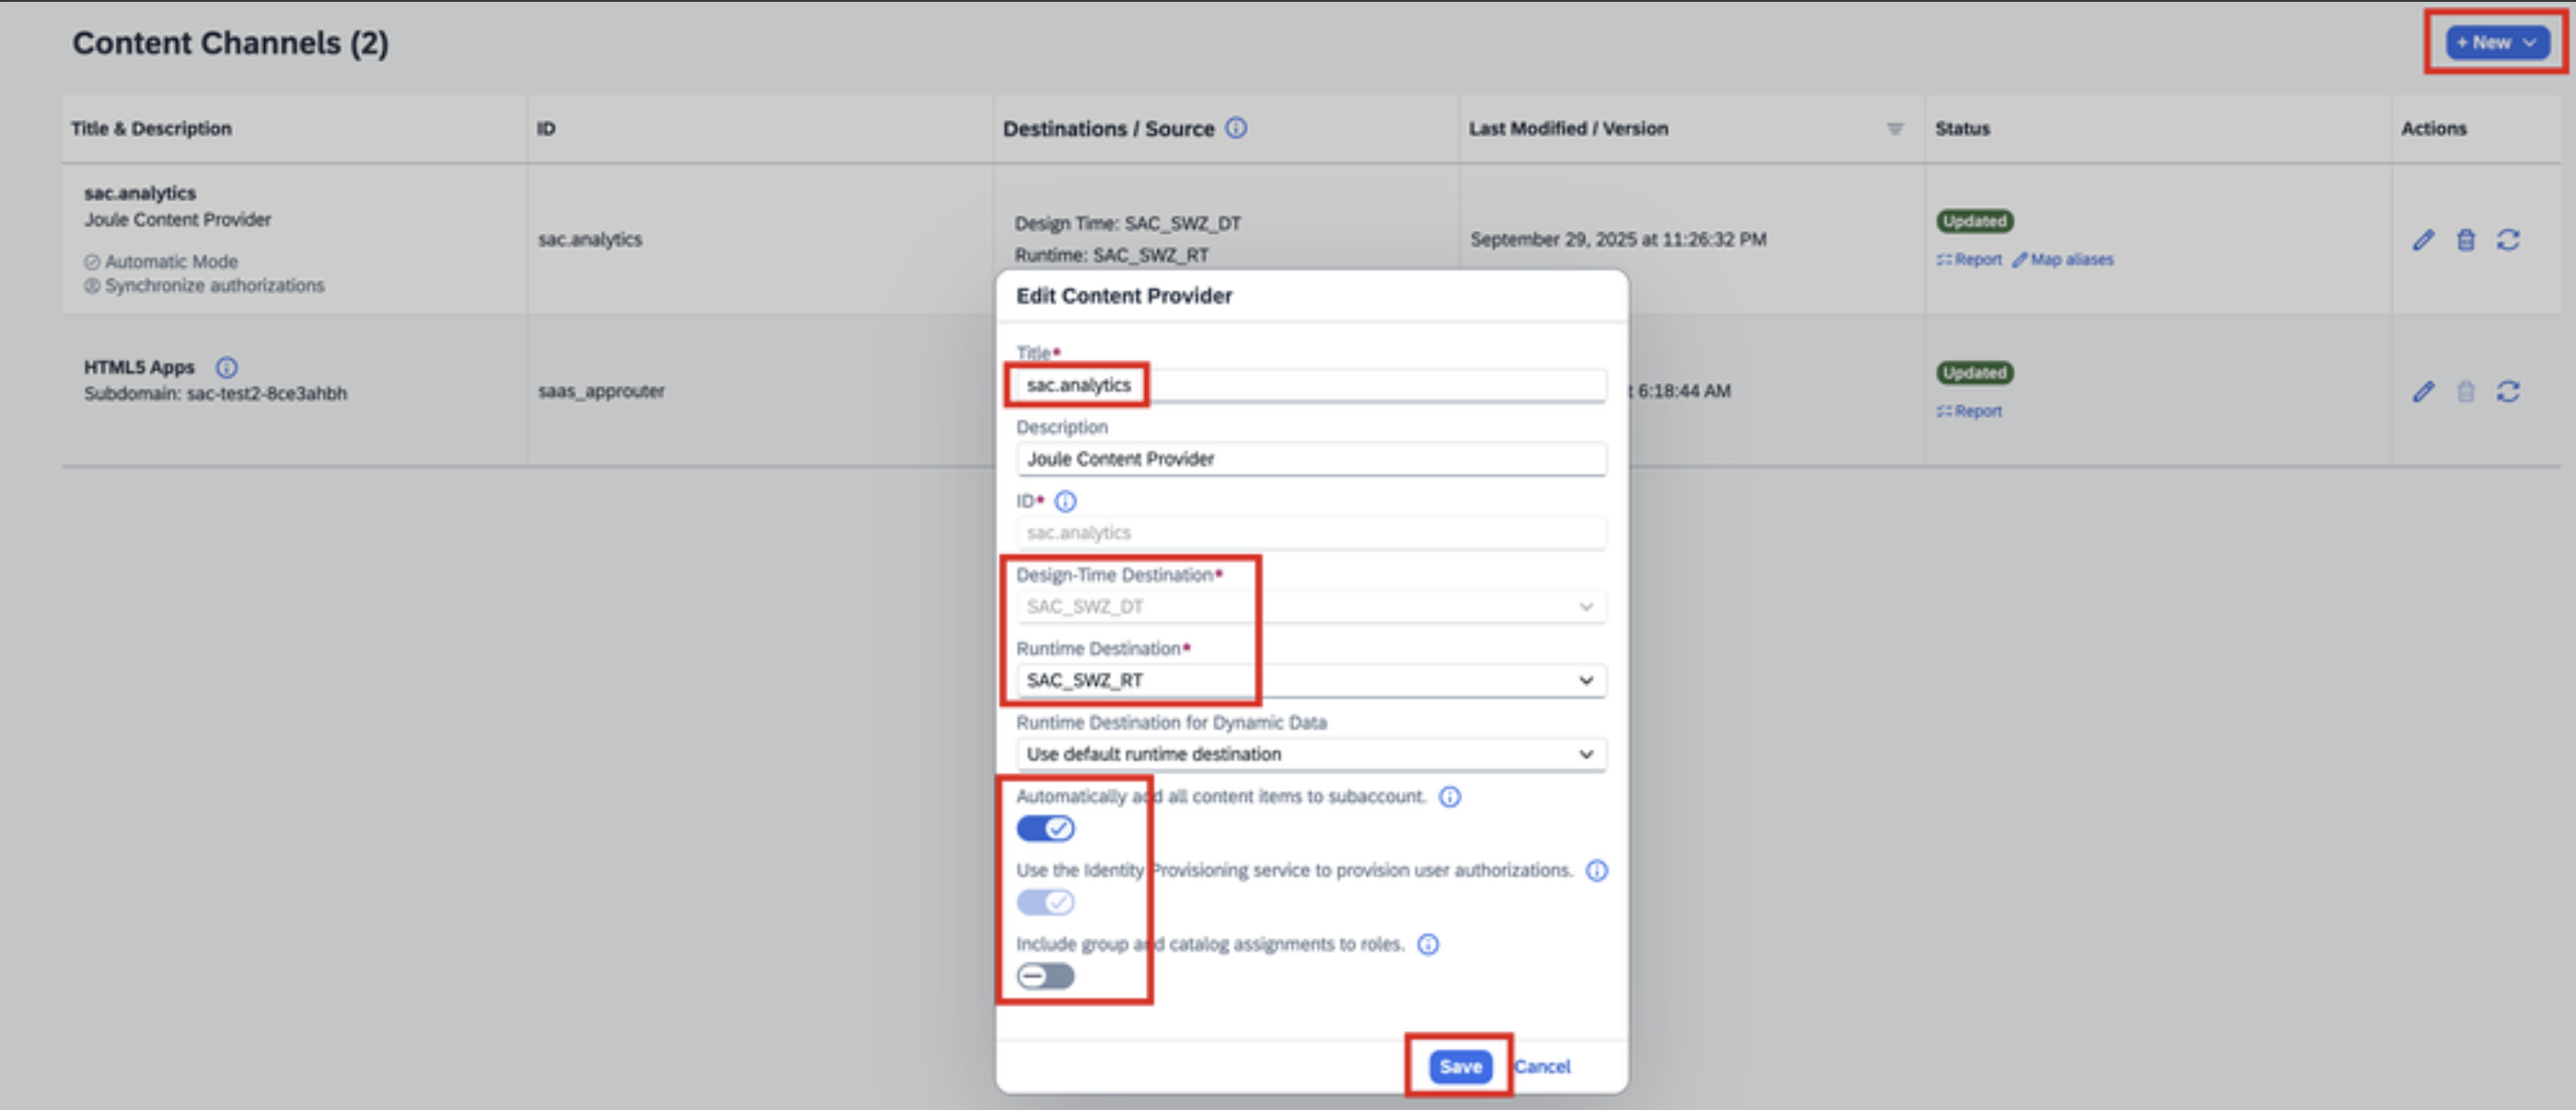 Content Channels (2)
+ New
Title & Description
ID
Destinations / Source
Last Modified / Version
Status
Actions
sac.analytics
Joule Content Provider
Automatic Mode
Synchronize authorizations
sac.analytics
Design Time: SAC_SWZ_DT
Runtime: SAC_SWZ_RT
September 29, 2025 at 11:26:32 PM
Updated
Report Map aliases
HTML5 Apps
Subdomain: sac-test2-8ce3ahbh
saas_approuter
t 6:18:44 AM
Updated
Report
Edit Content Provider
Title*
sac.analytics
Description
Joule Content Provider
ID*
sac.analytics
Design-Time Destination*
SAC_SWZ_DT
Runtime Destination*
SAC_SWZ_RT
Runtime Destination for Dynamic Data
Use default runtime destination
Automatically add all content items to subaccount.
Use the Identity Provisioning service to provision user authorizations.
Include group and catalog assignments to roles.
Save Cancel